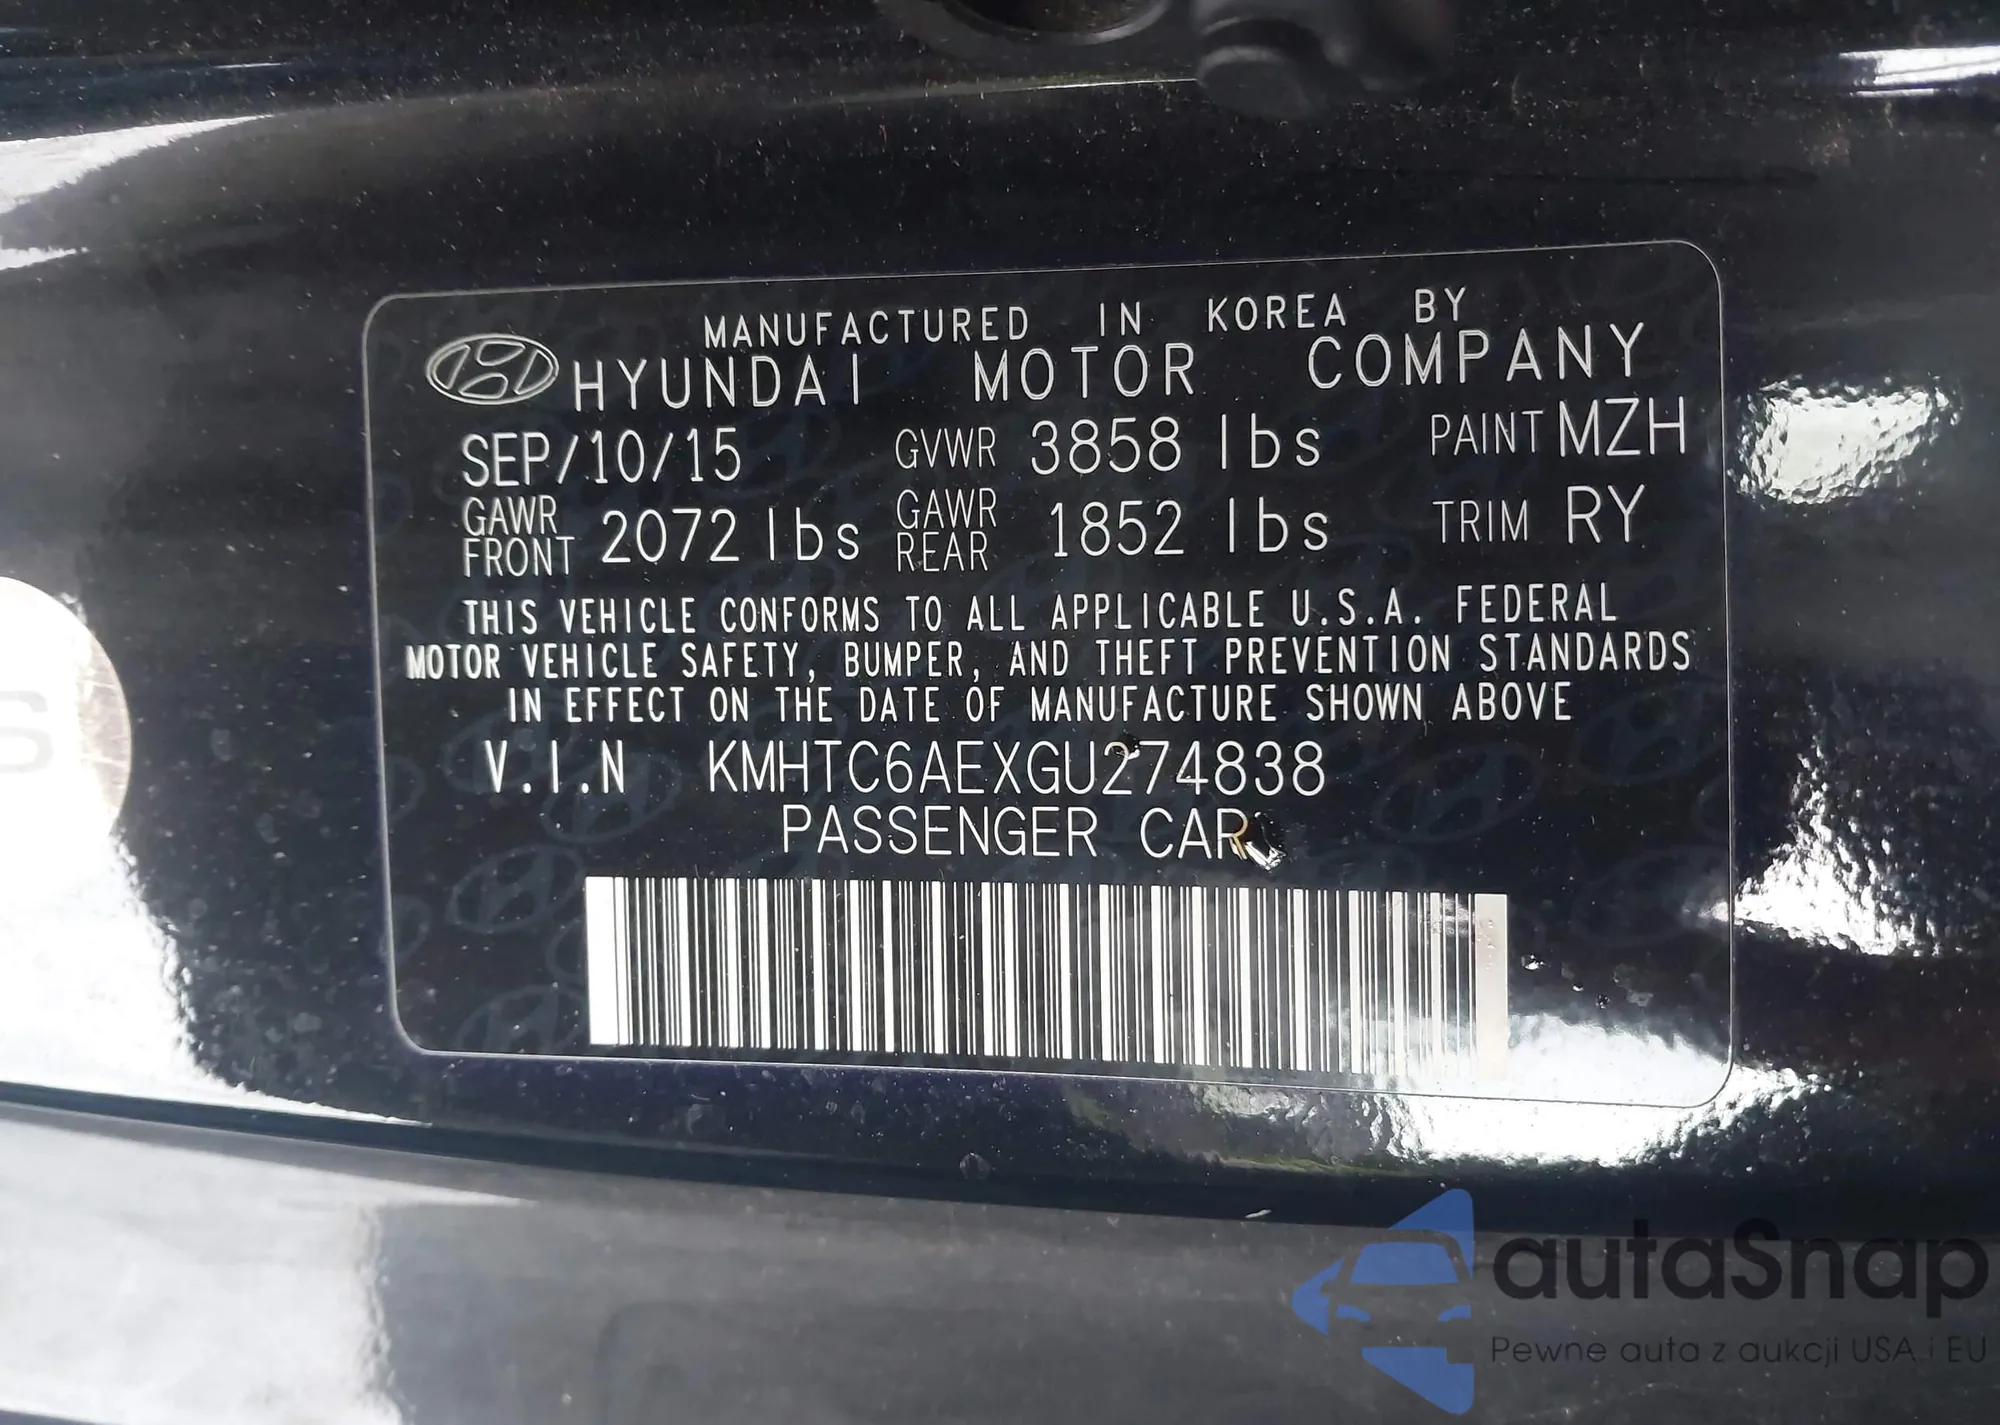 MANUFACTURED IN KOREA BY
HYUNDAI MOTOR COMPANY
SEP/10/15 GVWR 3858 lbs PAINT MZH
GAWR FRONT 2072 lbs GAWR REAR 1852 lbs TRIM RY
THIS VEHICLE CONFORMS TO ALL APPLICABLE U.S.A. FEDERAL
MOTOR VEHICLE SAFETY, BUMPER, AND THEFT PREVENTION STANDARDS
IN EFFECT ON THE DATE OF MANUFACTURE SHOWN ABOVE
V.I.N KMHTC6AEXGU274838
PASSENGER CAR
autaSnap
Pewne auta z aukcji USA i EU